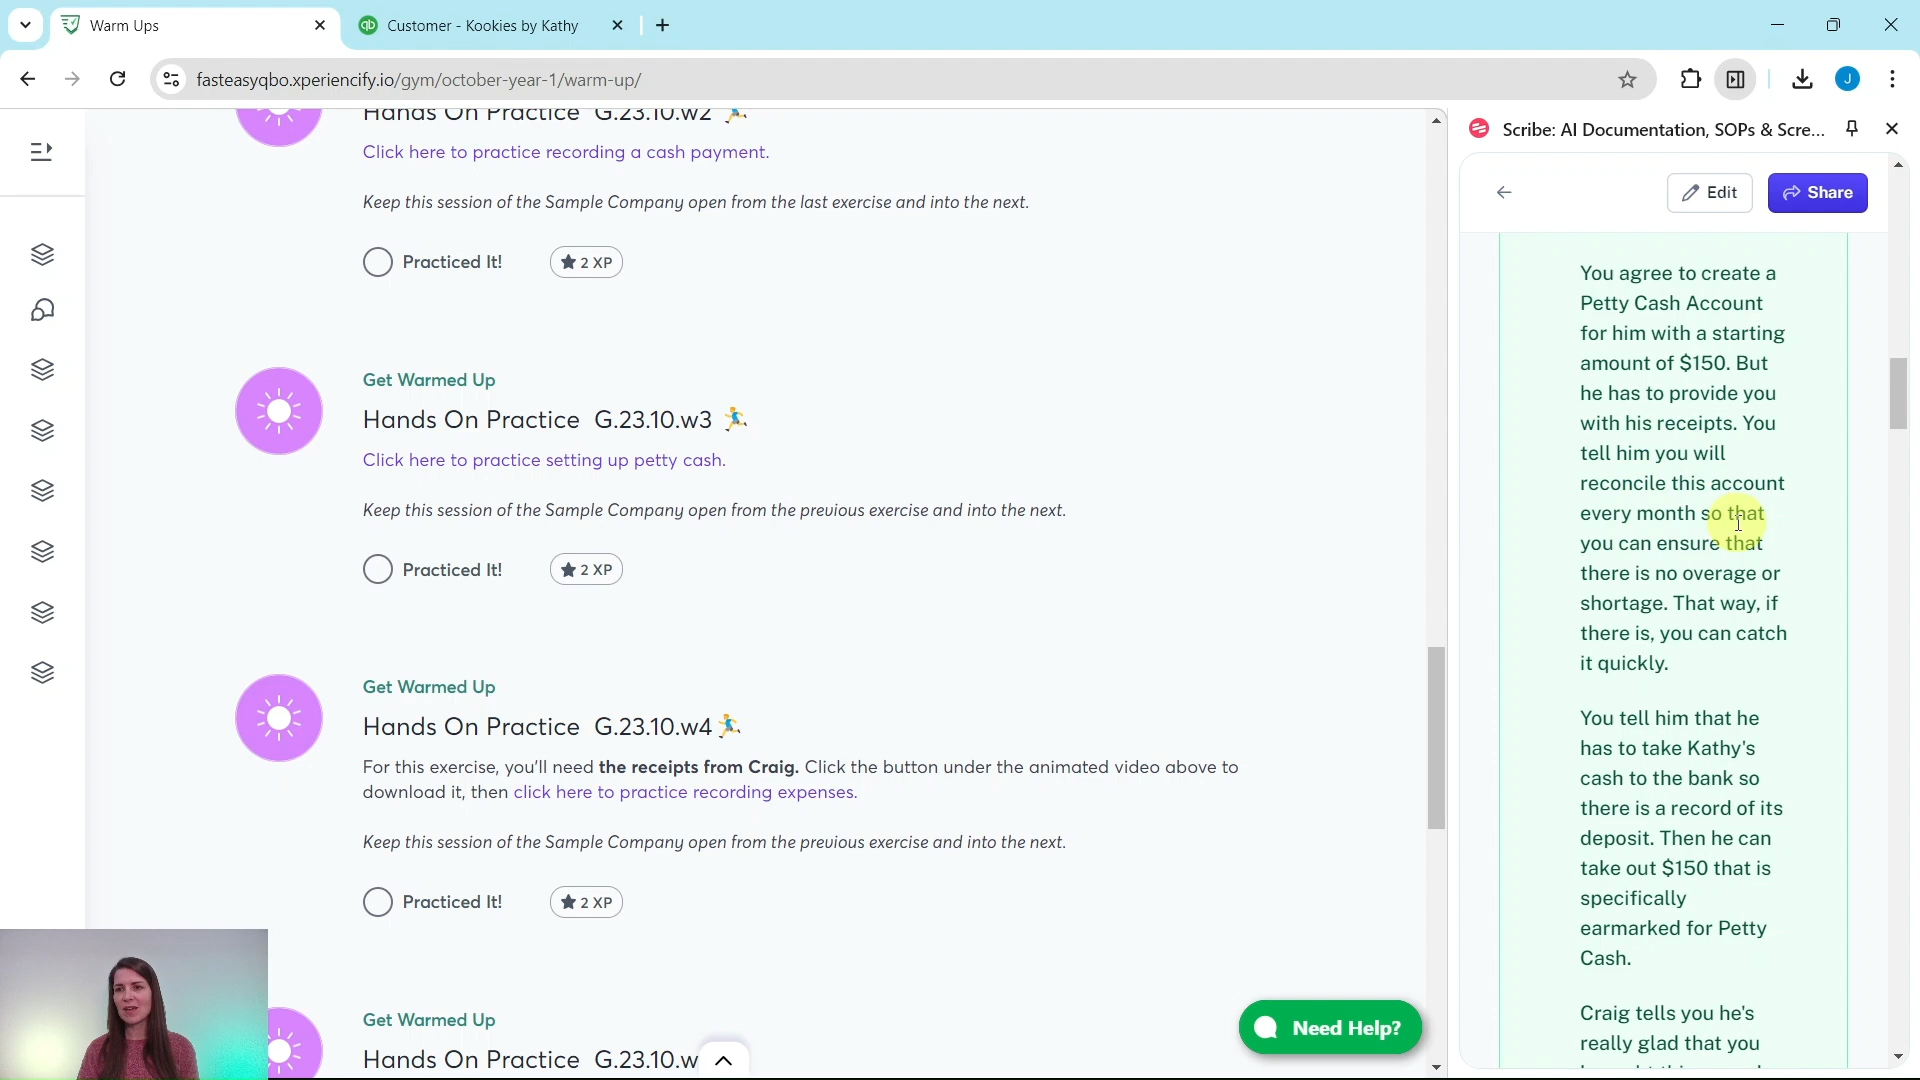 Warm Ups
qb Customer - Kookies by Kathy
fasteasyqbo.xperiencify.io/gym/october-year-1/warm-up/
J
Hands On Practice G.23.10.w2
Click here to practice recording a cash payment.
Keep this session of the Sample Company open from the last exercise and into the next.
Practiced It!
2 XP
Get Warmed Up
Hands On Practice G.23.10.w3
Click here to practice setting up petty cash.
Keep this session of the Sample Company open from the previous exercise and into the next.
Practiced It!
2 XP
Get Warmed Up
Hands On Practice G.23.10.w4
For this exercise, you'll need the receipts from Craig. Click the button under the animated video above to
download it, then click here to practice recording expenses.
Keep this session of the Sample Company open from the previous exercise and into the next.
Practiced It!
2 XP
Get Warmed Up
Hands On Practice G.23.10.w
Need Help?
Scribe: AI Documentation, SOPs & Scre...
Edit
Share
You agree to create a
Petty Cash Account
for him with a starting
amount of $150. But
he has to provide you
with his receipts. You
tell him you will
reconcile this account
every month so that
you can ensure that
there is no overage or
shortage. That way, if
there is, you can catch
it quickly.
You tell him that he
has to take Kathy's
cash to the bank so
there is a record of its
deposit. Then he can
take out $150 that is
specifically
earmarked for Petty
Cash.
Craig tells you he's
really glad that you